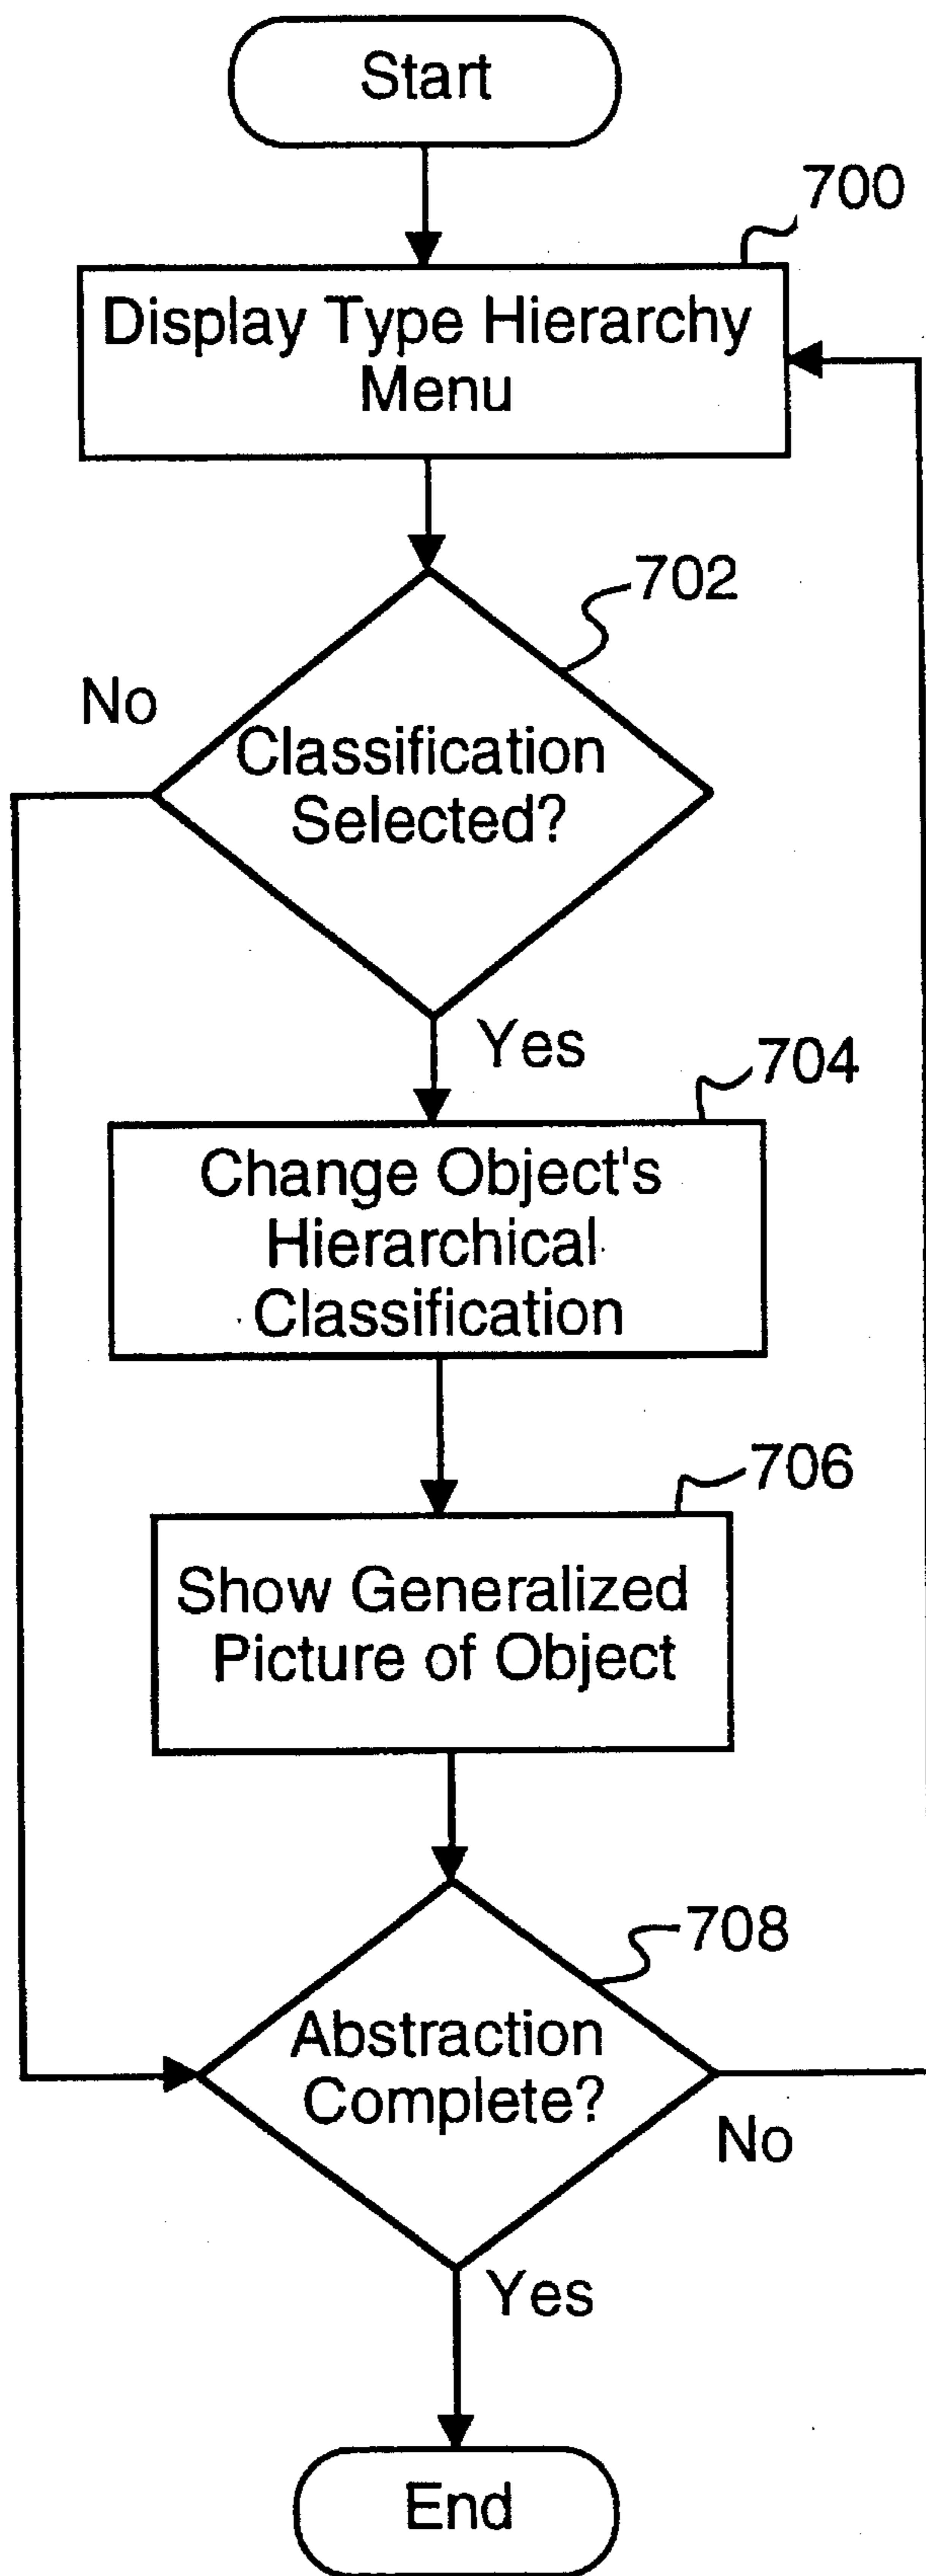 Start
700
Display Type Hierarchy
Menu
702
No
Classification
Selected?
Yes
704
Change Object's
Hierarchical
Classification
706
Show Generalized
Picture of Object
708
Abstraction
Complete?
No
Yes
End